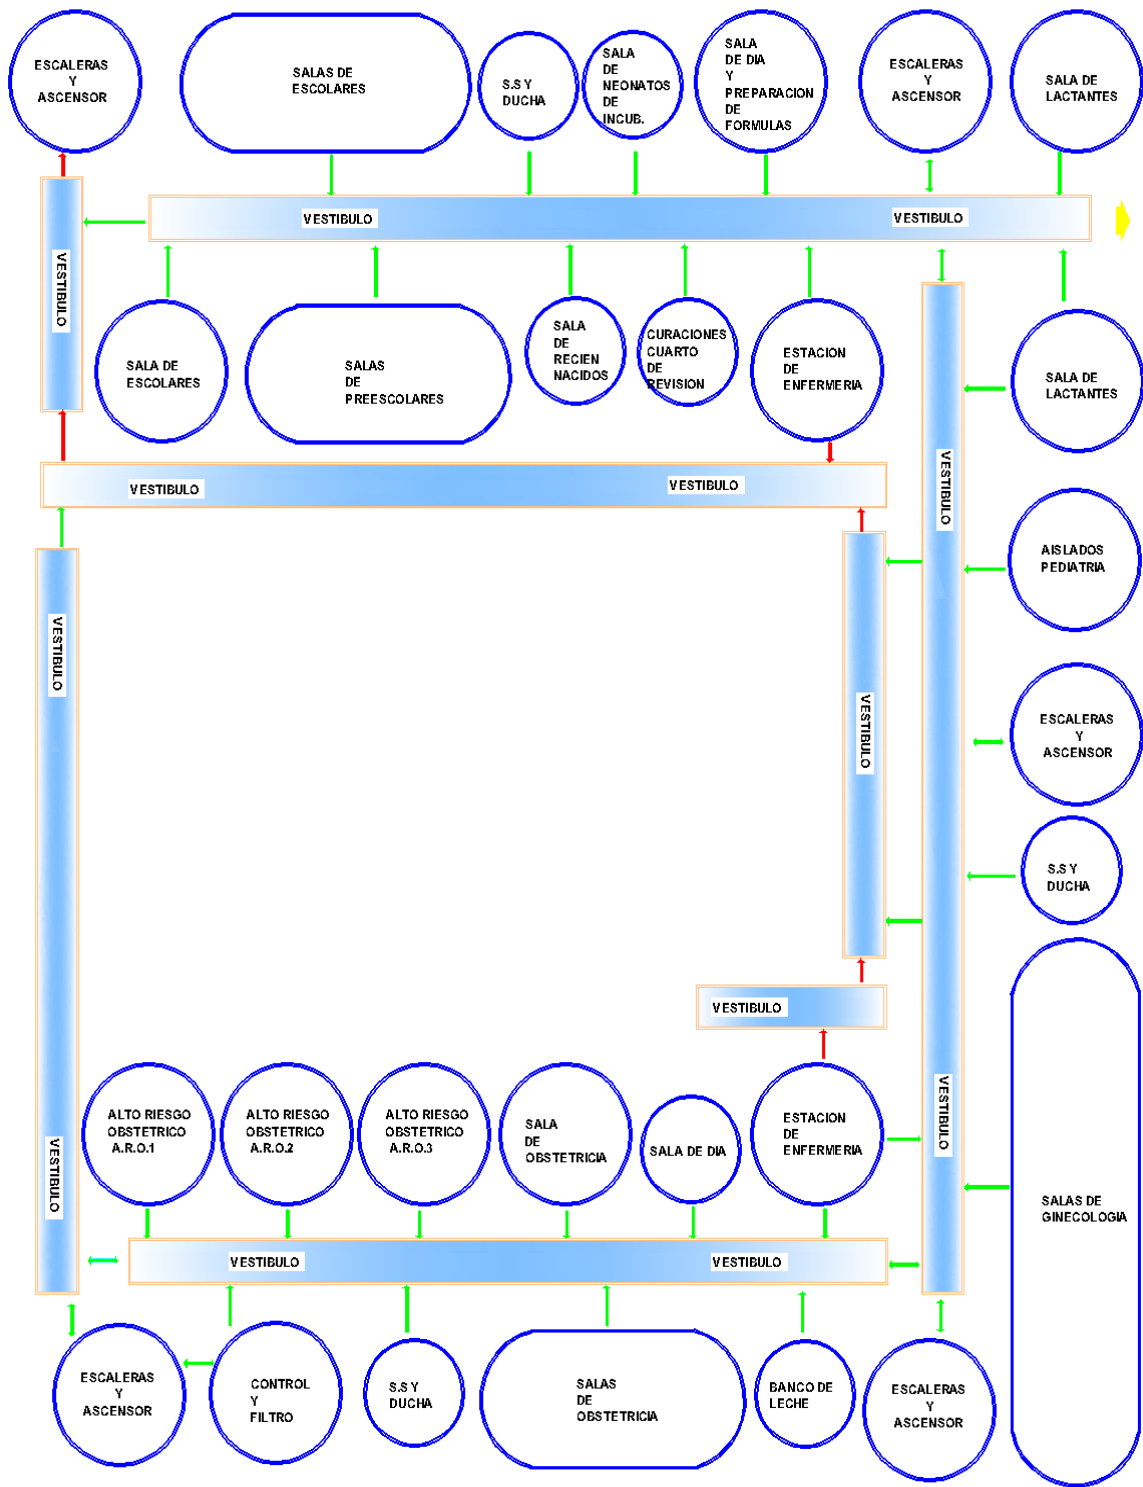 ESCALERAS
Y
ASCENSOR
SALAS DE
ESCOLARES
S.S Y
DUCHA
SALA
DE
NEONATOS
DE
INCUB.
SALA
DE DIA
Y
PREPARACION
DE
FORMULAS
ESCALERAS
Y
ASCENSOR
SALA DE
LACTANTES
VESTIBULO
VESTIBULO
VESTIBULO
SALA DE
ESCOLARES
SALAS
DE
PREESCOLARES
SALA
DE
RECIEN
NACIDOS
CURACIONES
CUARTO
DE
REVISION
ESTACION
DE
ENFERMERIA
SALA DE
LACTANTES
VESTIBULO
VESTIBULO
VESTIBULO
AISLADOS
PEDIATRIA
VESTIBULO
VESTIBULO
ESCALERAS
Y
ASCENSOR
S.S Y
DUCHA
VESTIBULO
ALTO RIESGO
OBSTETRICO
A.R.O.1
ALTO RIESGO
OBSTETRICO
A.R.O.2
ALTO RIESGO
OBSTETRICO
A.R.O.3
SALA
DE
OBSTETRICIA
SALA DE DIA
ESTACION
DE
ENFERMERIA
VESTIBULO
VESTIBULO
SALAS DE
GINECOLOGIA
VESTIBULO
VESTIBULO
ESCALERAS
Y
ASCENSOR
CONTROL
Y
FILTRO
S.S Y
DUCHA
SALAS
DE
OBSTETRICIA
BANCO DE
LECHE
ESCALERAS
Y
ASCENSOR